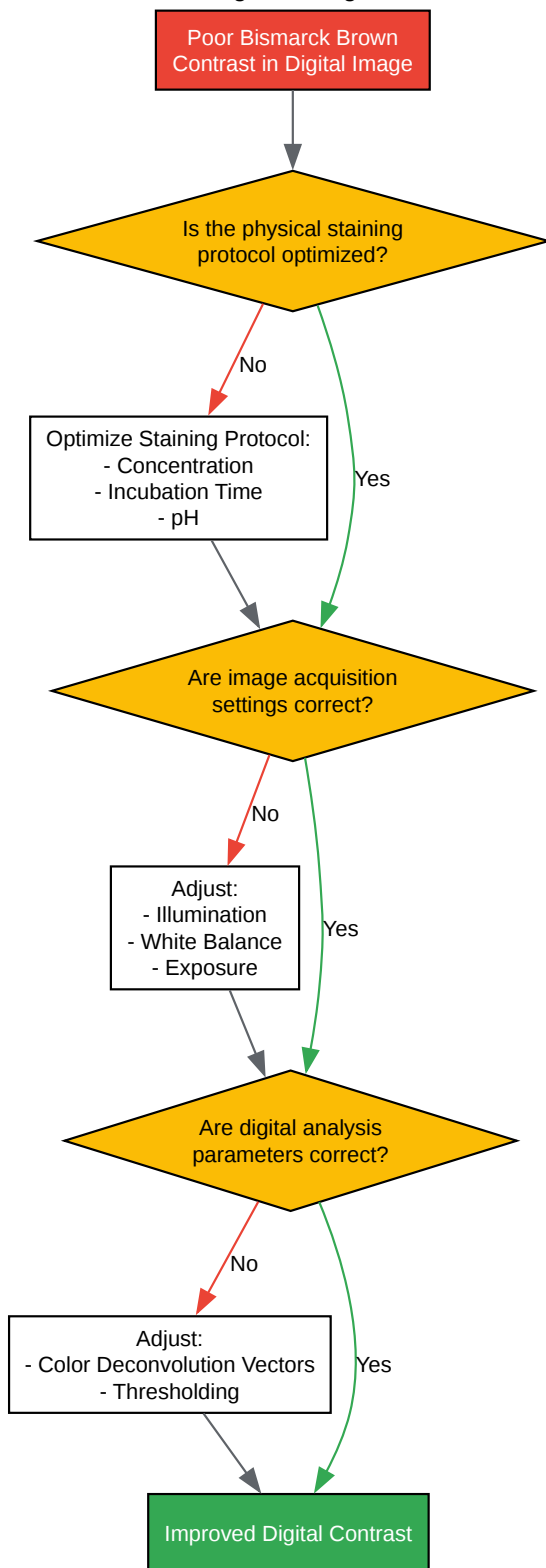 Poor Bismarck Brown
Contrast in Digital Image
Is the physical staining
protocol optimized?
No
Optimize Staining Protocol:
- Concentration
- Incubation Time
- pH
Yes
Are image acquisition
settings correct?
No
Adjust:
- Illumination
- White Balance
- Exposure
Yes
Are digital analysis
parameters correct?
No
Adjust:
- Color Deconvolution Vectors
- Thresholding
Yes
Improved Digital Contrast